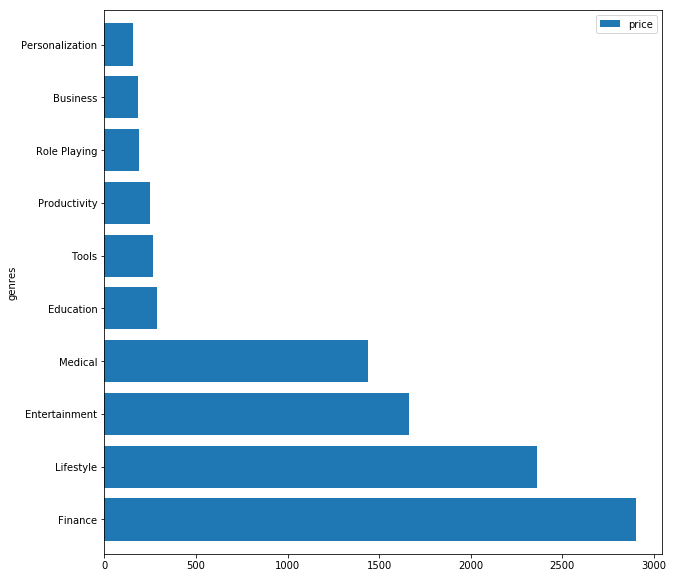 price
Personalization
Business
Role Playing
Productivity
Tools
genres
Education
Medical
Entertainment
Lifestyle
Finance
0 500 1000 1500 2000 2500 3000